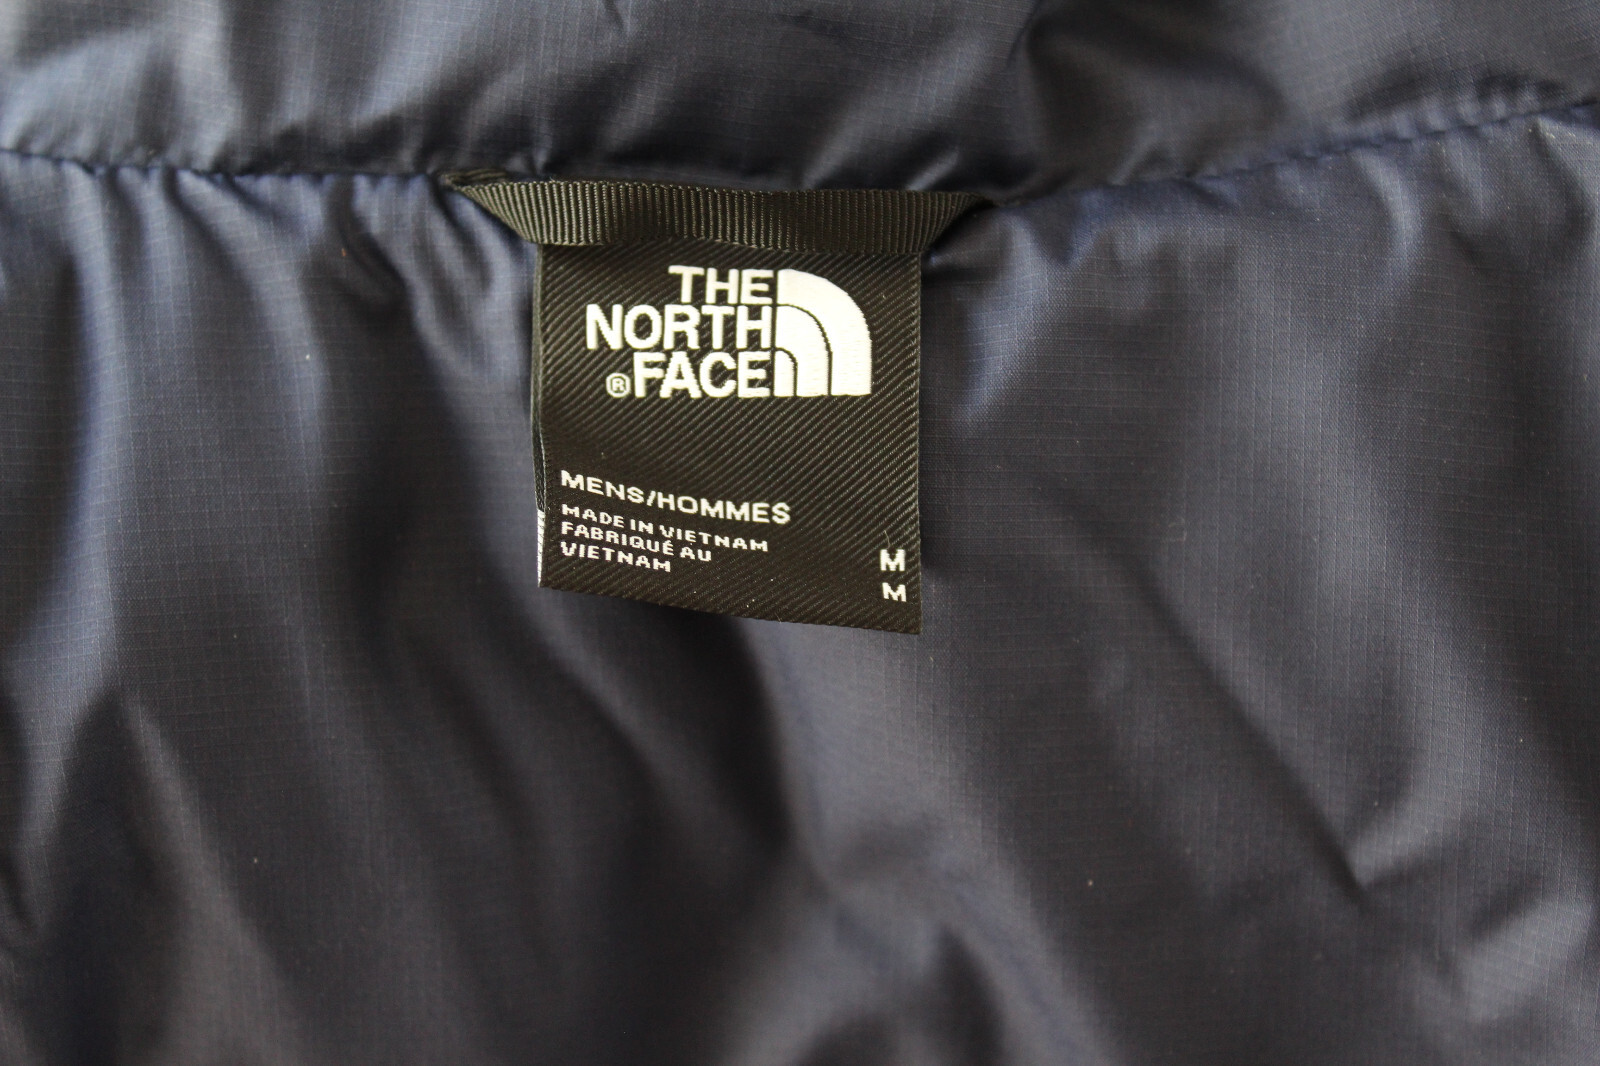 THE
NORTH
®FACE
MENS/HOMMES
MADE IN VIETNAM
FABRIQUÉ AU
VIETNAM
M
M